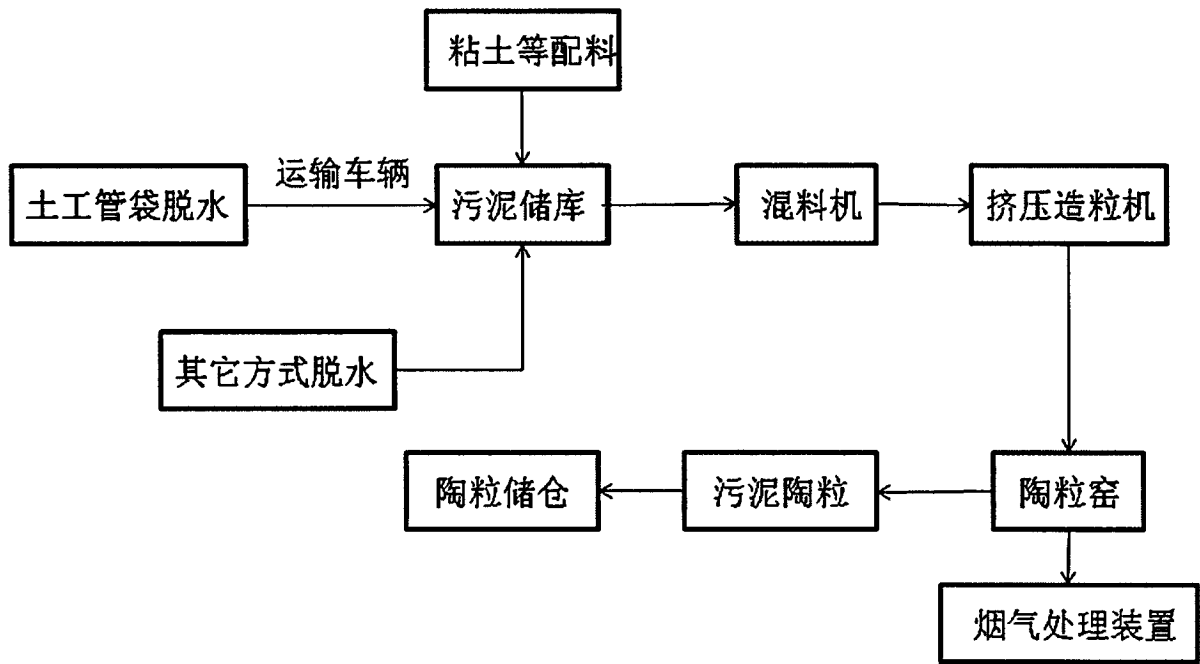 粘土等配料
运输车辆
土工管袋脱水
污泥储库
混料机
挤压造粒机
其它方式脱水
陶粒储仓
污泥陶粒
陶粒窑
烟气处理装置